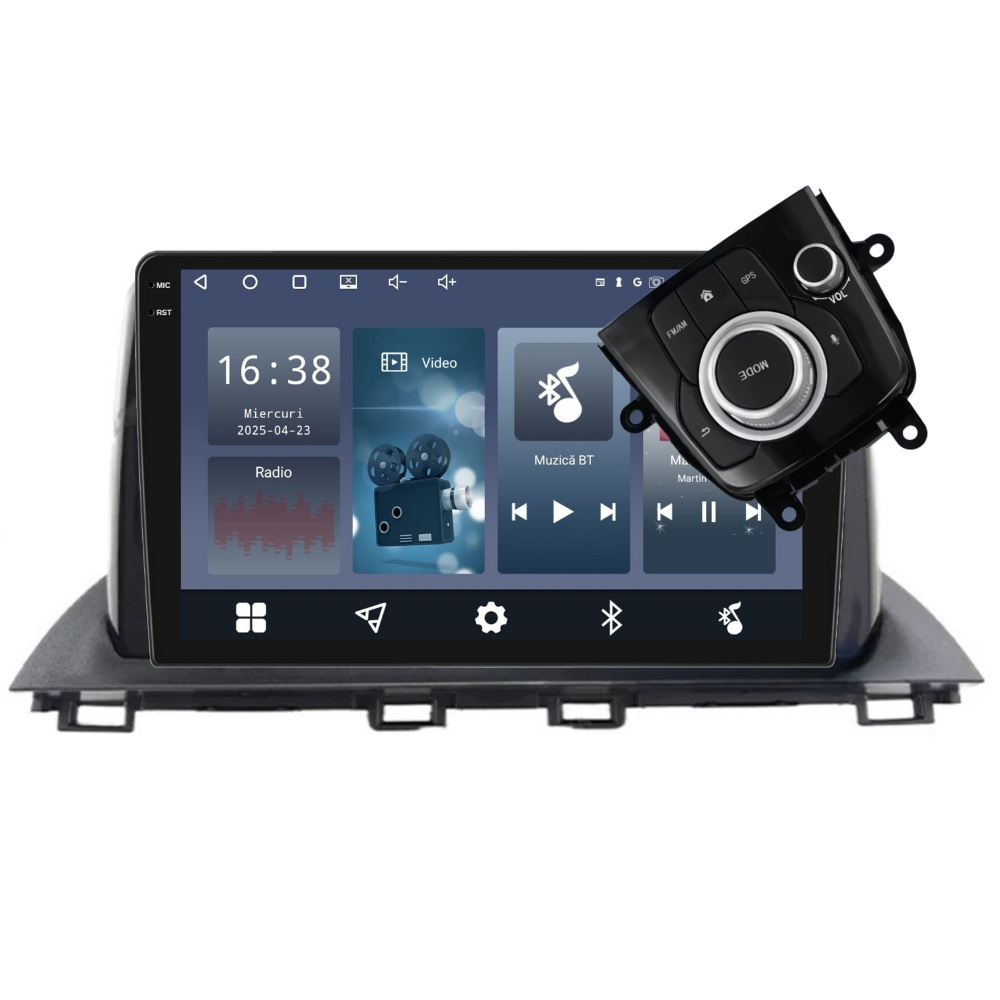 MIC
RST
16:38
Miercuri
2025-04-23
Radio
Video
Muzică BT
Martin
G
FM/AM
GPS
VOL
MODE